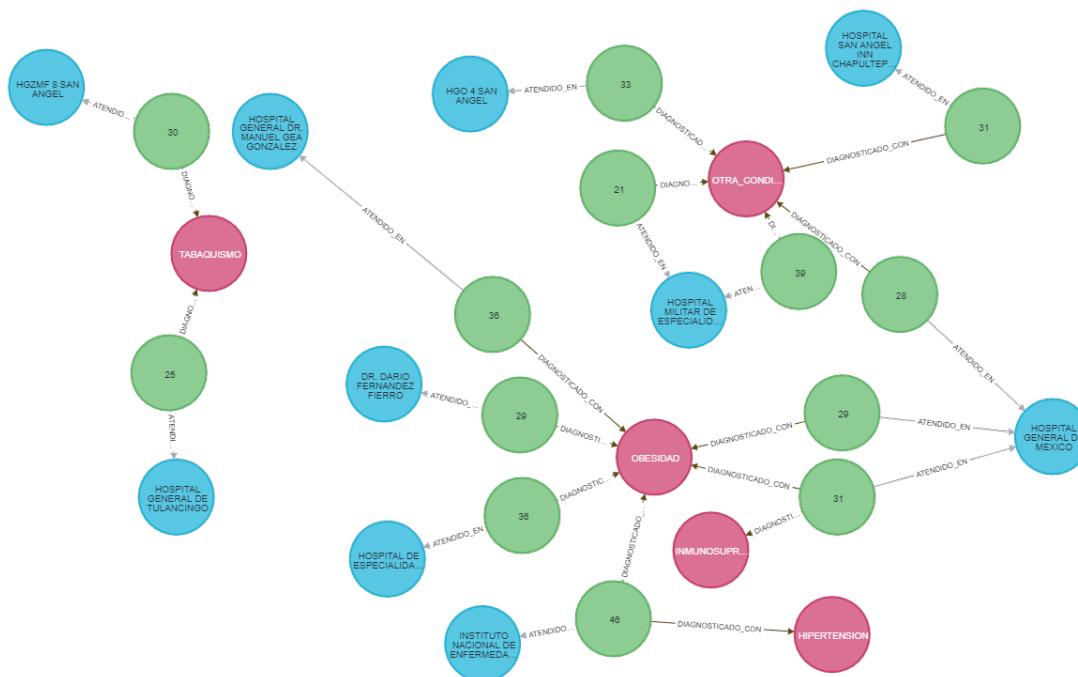 HOSPITAL
SAN ANGEL
INN
CHAPULTEP...
HGZMF 8 SAN
ANGEL
ATENDID...
30
HOSPITAL
GENERAL DR.
MANUEL GEA
GONZALEZ
HGO 4 SAN
ANGEL
ATENDIDO_EN
33
ATENDIDO_EN
31
DIAGNO...
DIAGNOSTICAD...
DIAGNOSTICADO_CON
OTRA_CONDI...
21
DIAGNO...
TABAQUISMO
ATENDIDO_EN
ATENDIDO_EN
DI...
DIAGNOSTICADO_CON
39
ATEN...
28
HOSPITAL
MILITAR DE
ESPECIALID...
DIAGNO...
36
25
DIAGNOSTICADO_CON
ATENDIDO_EN
DR. DARIO
FERNANDEZ
FIERRO
ATENDIDO_...
29
DIAGNOSTI...
DIAGNOSTICADO_CON
29
ATENDIDO_EN
HOSPITAL
GENERAL DE
MEXICO
ATENDI...
OBESIDAD
DIAGNOSTICADO_CON
ATENDIDO_EN
31
HOSPITAL
GENERAL DE
TULANCINGO
DIAGNOSTIC...
36
ATENDIDO_EN
HOSPITAL DE
ESPECIALIDA...
DIAGNOSTI...
INMUNOSUPR...
DIAGNOSTICADO_...
INSTITUTO
NACIONAL DE
ENFERMEDA...
ATENDIDO...
46
DIAGNOSTICADO_CON
HIPERTENSION